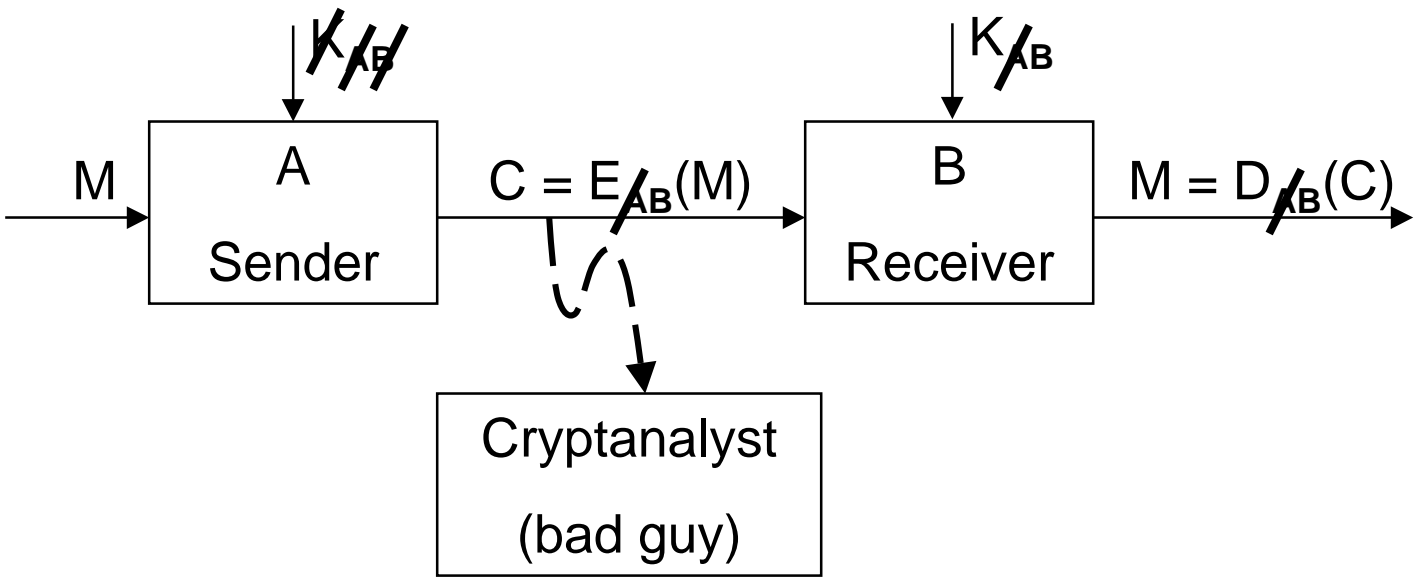 K AB
K AB
M
A
Sender
C = E AB (M)
B
Receiver
M = D AB (C)
Cryptanalyst
(bad guy)